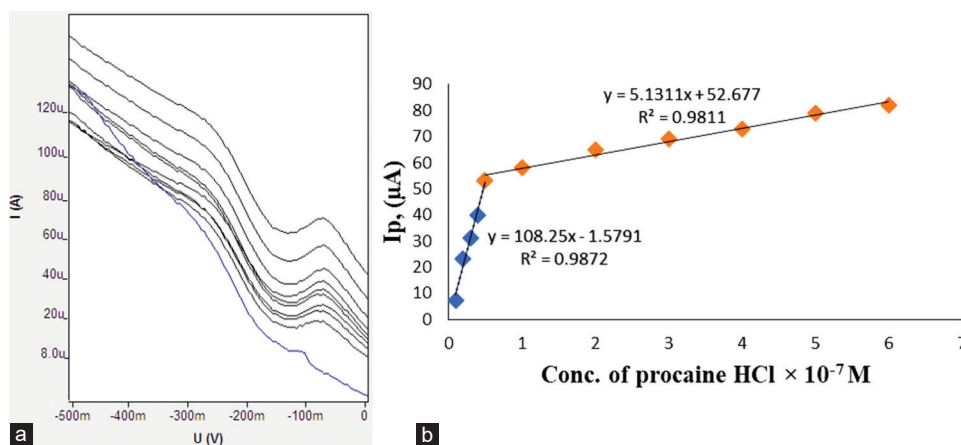 120u
100u
80u
60u
40u
20u
8.0u
I (A)
-500m -400m -300m -200m -100m 0
U (V)
a
90
80
70
60
50
40
30
20
10
0
Ip, (µA)
y = 5.1311x + 52.677
R² = 0.9811
y = 108.25x - 1.5791
R² = 0.9872
0 1 2 3 4 5 6 7
Conc. of procaine HCl × 10⁻⁷ M
b